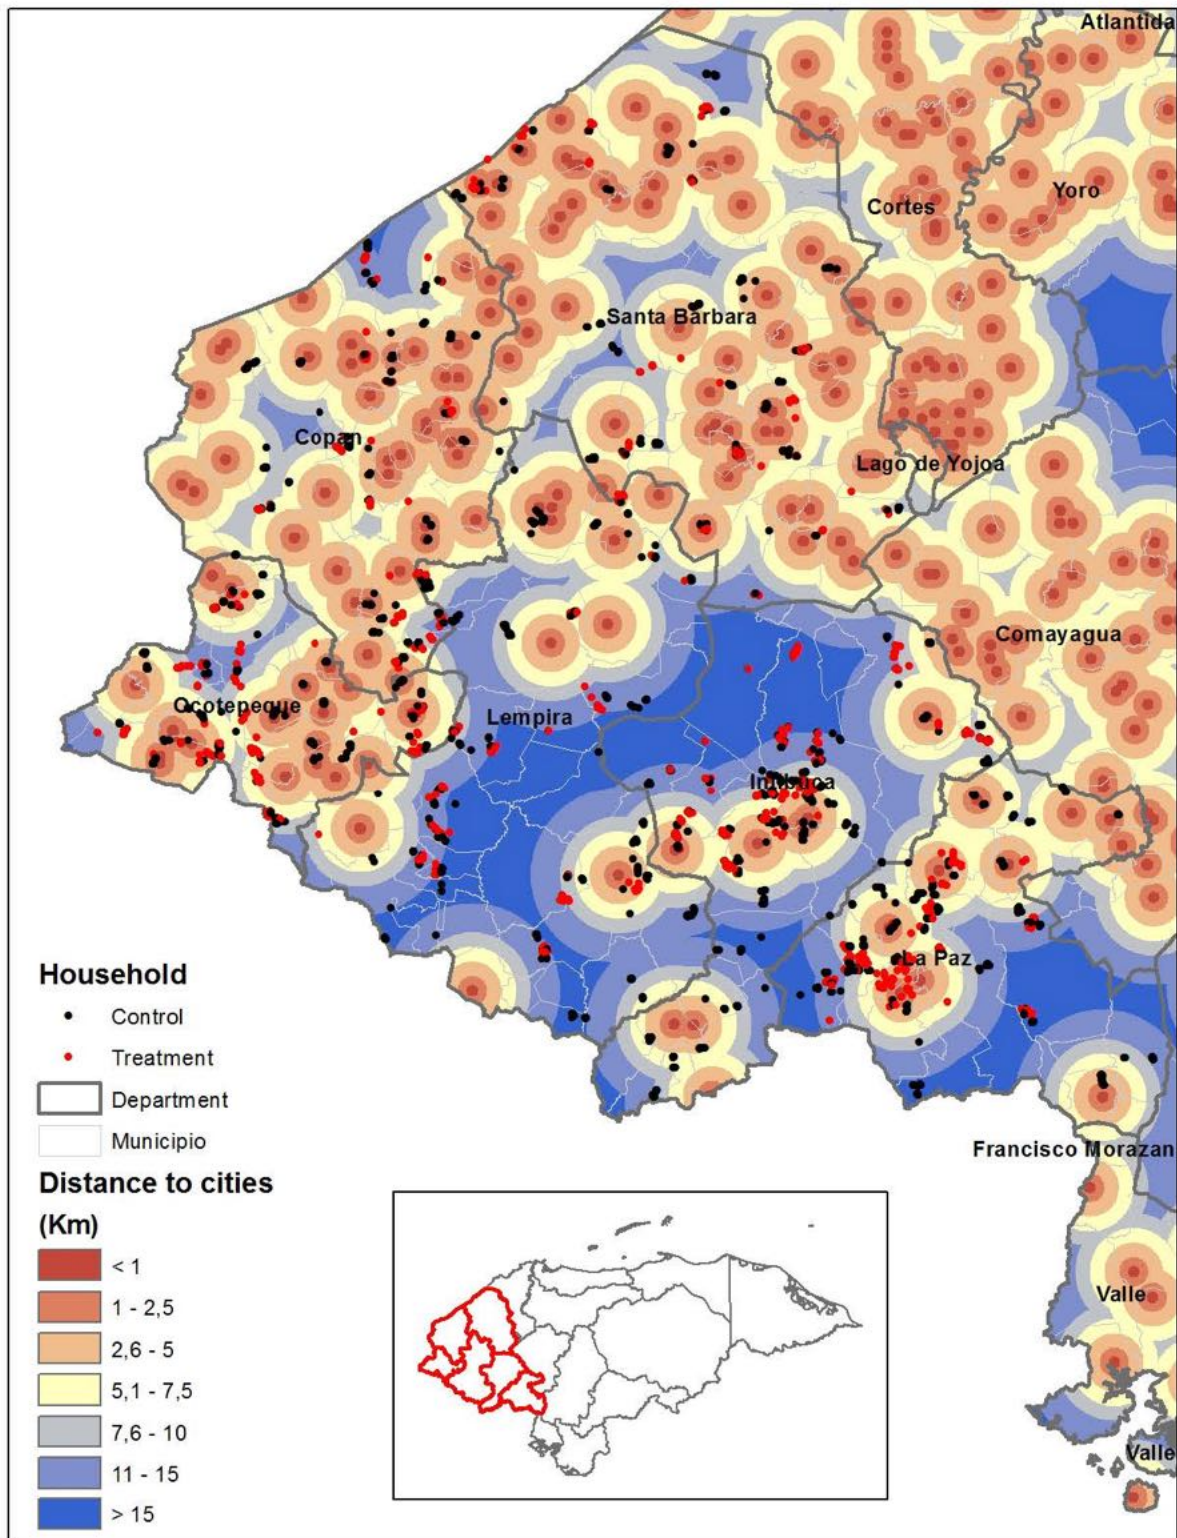 Atlantida
Yoro
Cortes
Santa Barbara
Copan
Lago de Yojoa
Comayagua
Ocotepeque
Lempira
Intibuca
La Paz
Household
Control
Treatment
Department
Municipio
Francisco Morazan
Distance to cities
(Km)
< 1
1 - 2,5
2,6 - 5
5,1 - 7,5
7,6 - 10
11 - 15
> 15
Valle
Valle